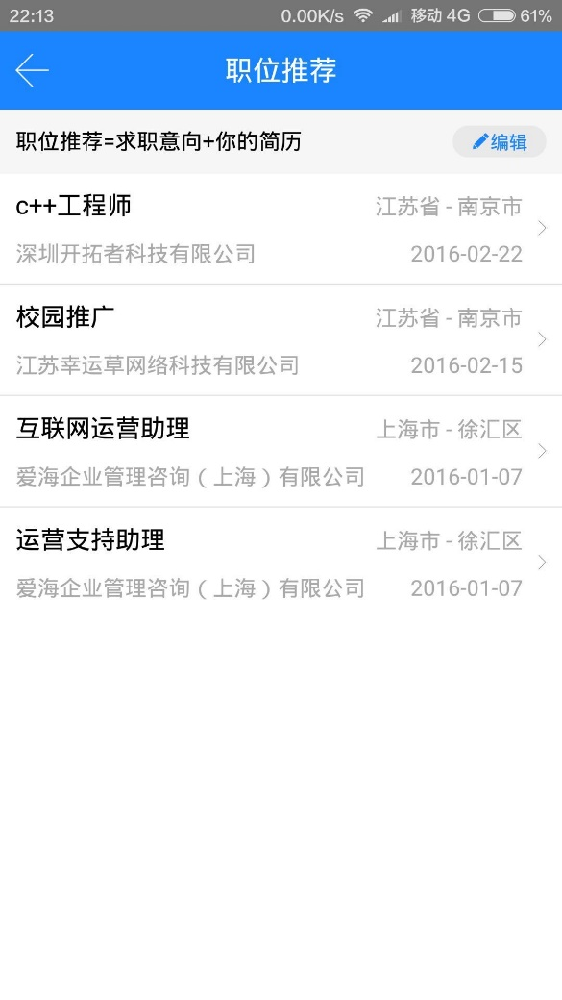 22:13 0.00K/s 移动 4G 61%
职位推荐
职位推荐=求职意向+你的简历 编辑
c++工程师 江苏省 - 南京市
深圳开拓者科技有限公司 2016-02-22
校园推广 江苏省 - 南京市
江苏幸运草网络科技有限公司 2016-02-15
互联网运营助理 上海市 - 徐汇区
爱海企业管理咨询（上海）有限公司 2016-01-07
运营支持助理 上海市 - 徐汇区
爱海企业管理咨询（上海）有限公司 2016-01-07